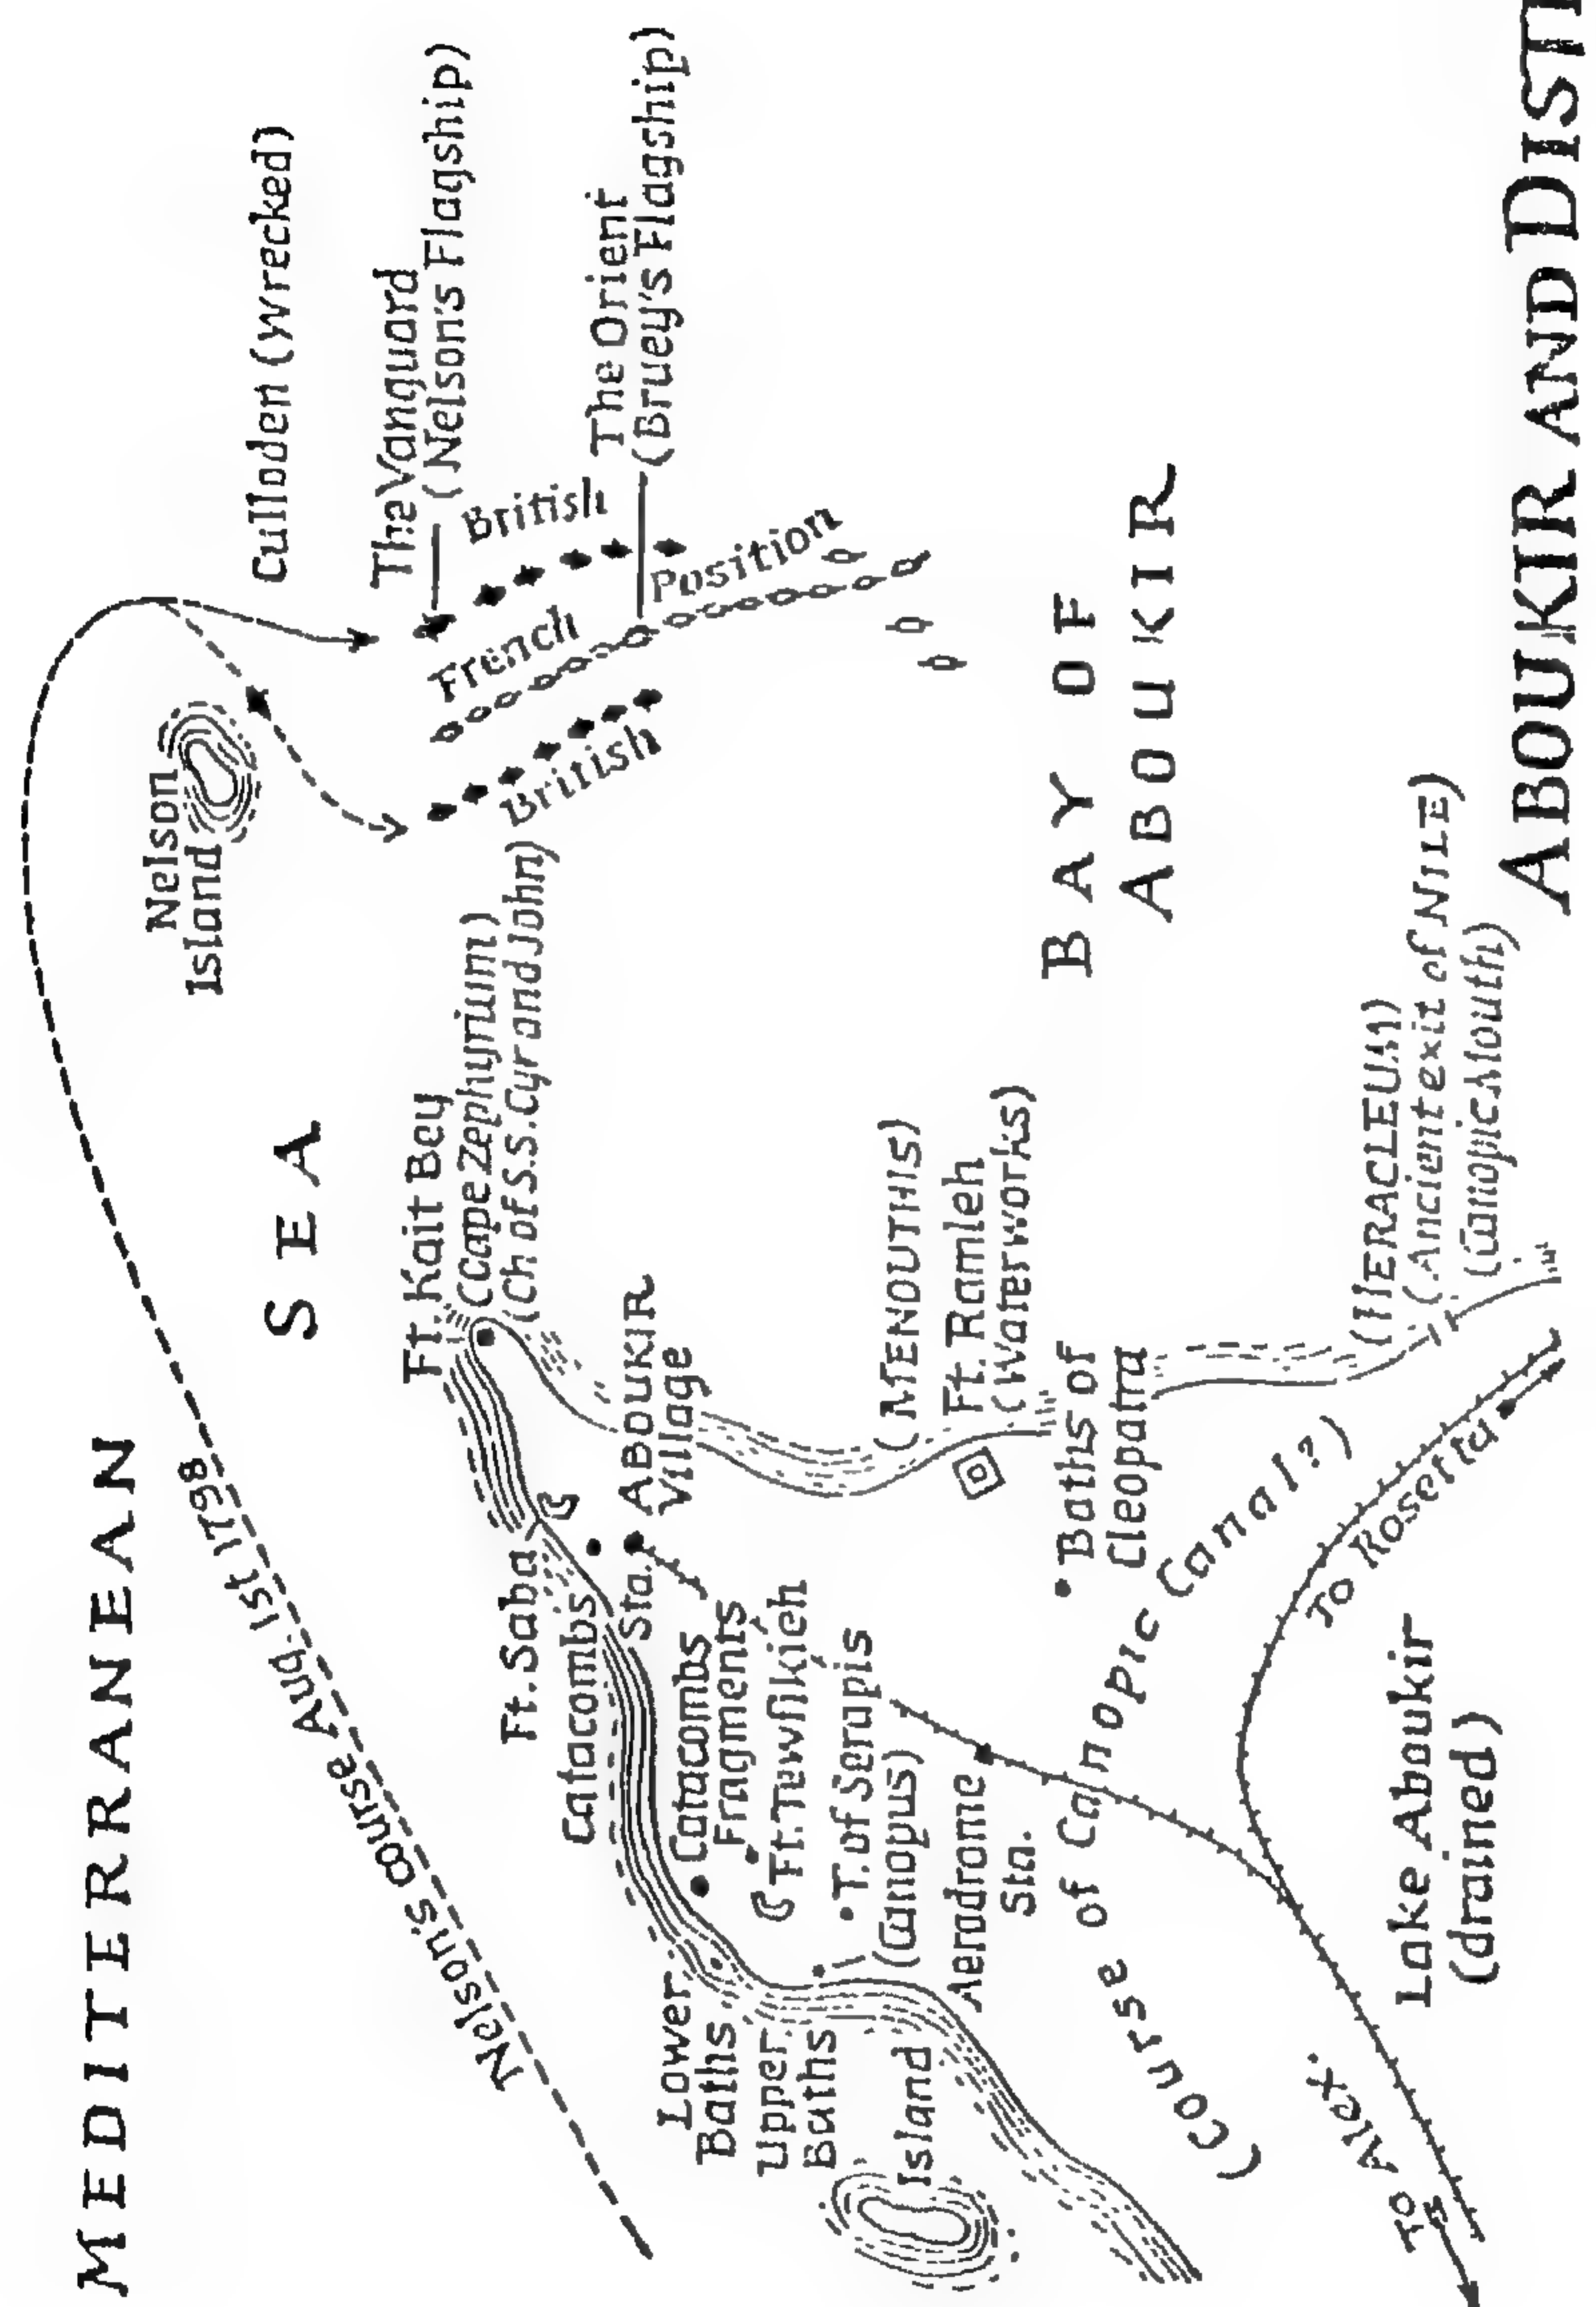 MEDITERRANEAN
SEA
Nelson's course Aug. 1st. 1798
Nelson
Island
Culloden (wrecked)
The Vanguard
(Nelson's Flagship)
British
French
Position
British
The Orient
(Bruey's Flagship)
BAY OF
ABOUKIR
Ft. Kait Bey
(Cape Zephyrium)
(Ch of S.S. Cyr and John)
Ft. Saba
Catacombs
Sta.
ABOUKIR
Village
Catacombs
Fragments
Ft. Tewfikieh
T. of Serapis
(Canopus)
Lower
Baths
Upper
Baths
Island
Aerodrome
Stn.
(MENOUTHIS)
Ft. Ramleh
(Waterworks)
Baths of
Cleopatra
(HERACLEUM)
(Ancient exit of NILE)
(Canopic Mouth)
(Course of Canopic Canal?)
To Rosetta
To Alex.
Lake Aboukir
(drained)
ABOUKIR AND